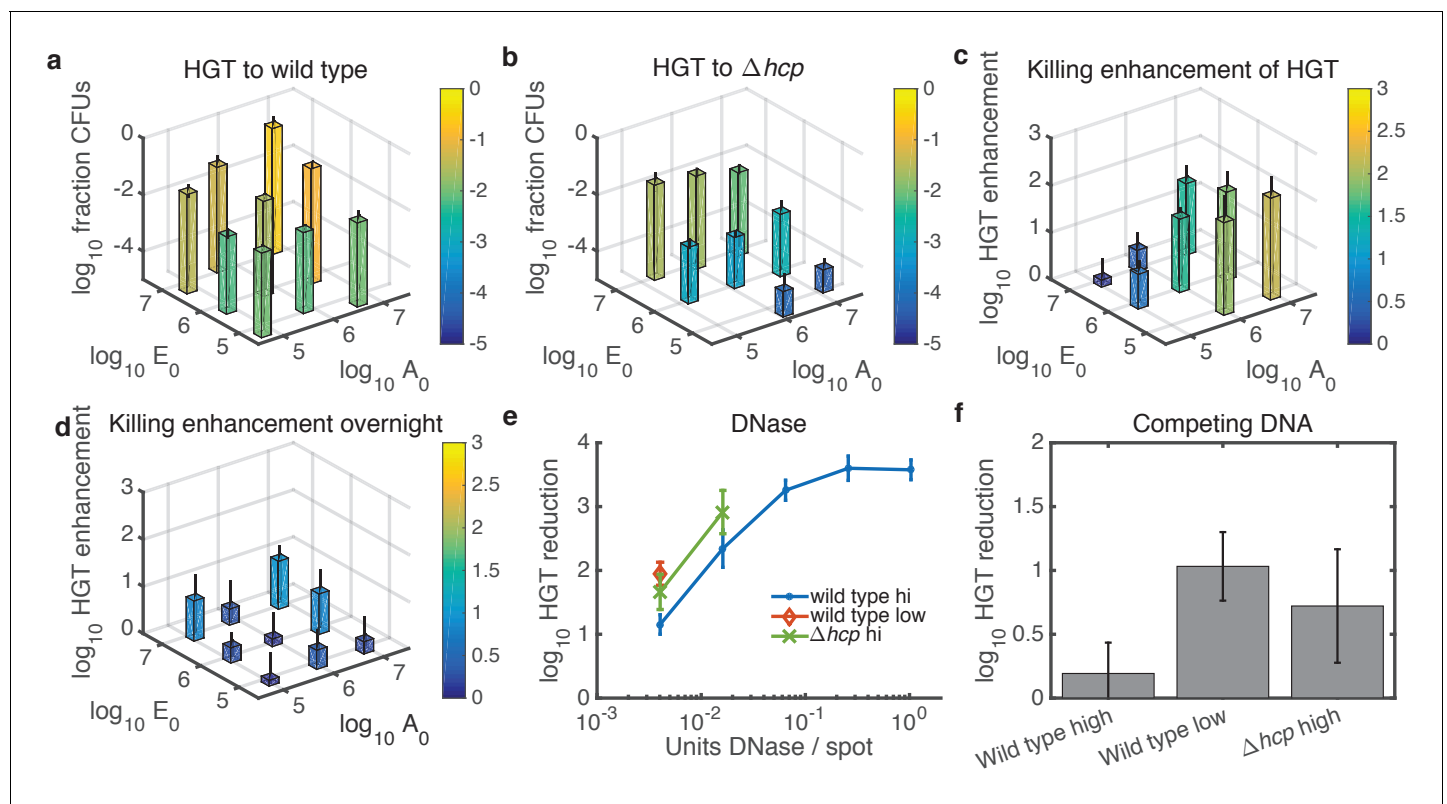 a
HGT to wild type
log10 fraction CFUs
0
-2
-4
7
6
5
log10 E0
5
6
7
log10 A0
0
-1
-2
-3
-4
-5
b
HGT to Δhcp
log10 fraction CFUs
0
-2
-4
7
6
5
log10 E0
5
6
7
log10 A0
0
-1
-2
-3
-4
-5
c
Killing enhancement of HGT
log10 HGT enhancement
3
2
1
0
7
6
5
log10 E0
5
6
7
log10 A0
3
2.5
2
1.5
1
0.5
0
d
Killing enhancement overnight
log10 HGT enhancement
3
2
1
0
7
6
5
log10 E0
5
6
7
log10 A0
3
2.5
2
1.5
1
0.5
0
e
DNase
log10 HGT reduction
4
3
2
1
0
wild type hi
wild type low
Δhcp hi
10-3
10-2
10-1
100
Units DNase / spot
f
Competing DNA
log10 HGT reduction
2
1.5
1
0.5
0
Wild type high
Wild type low
Δhcp high